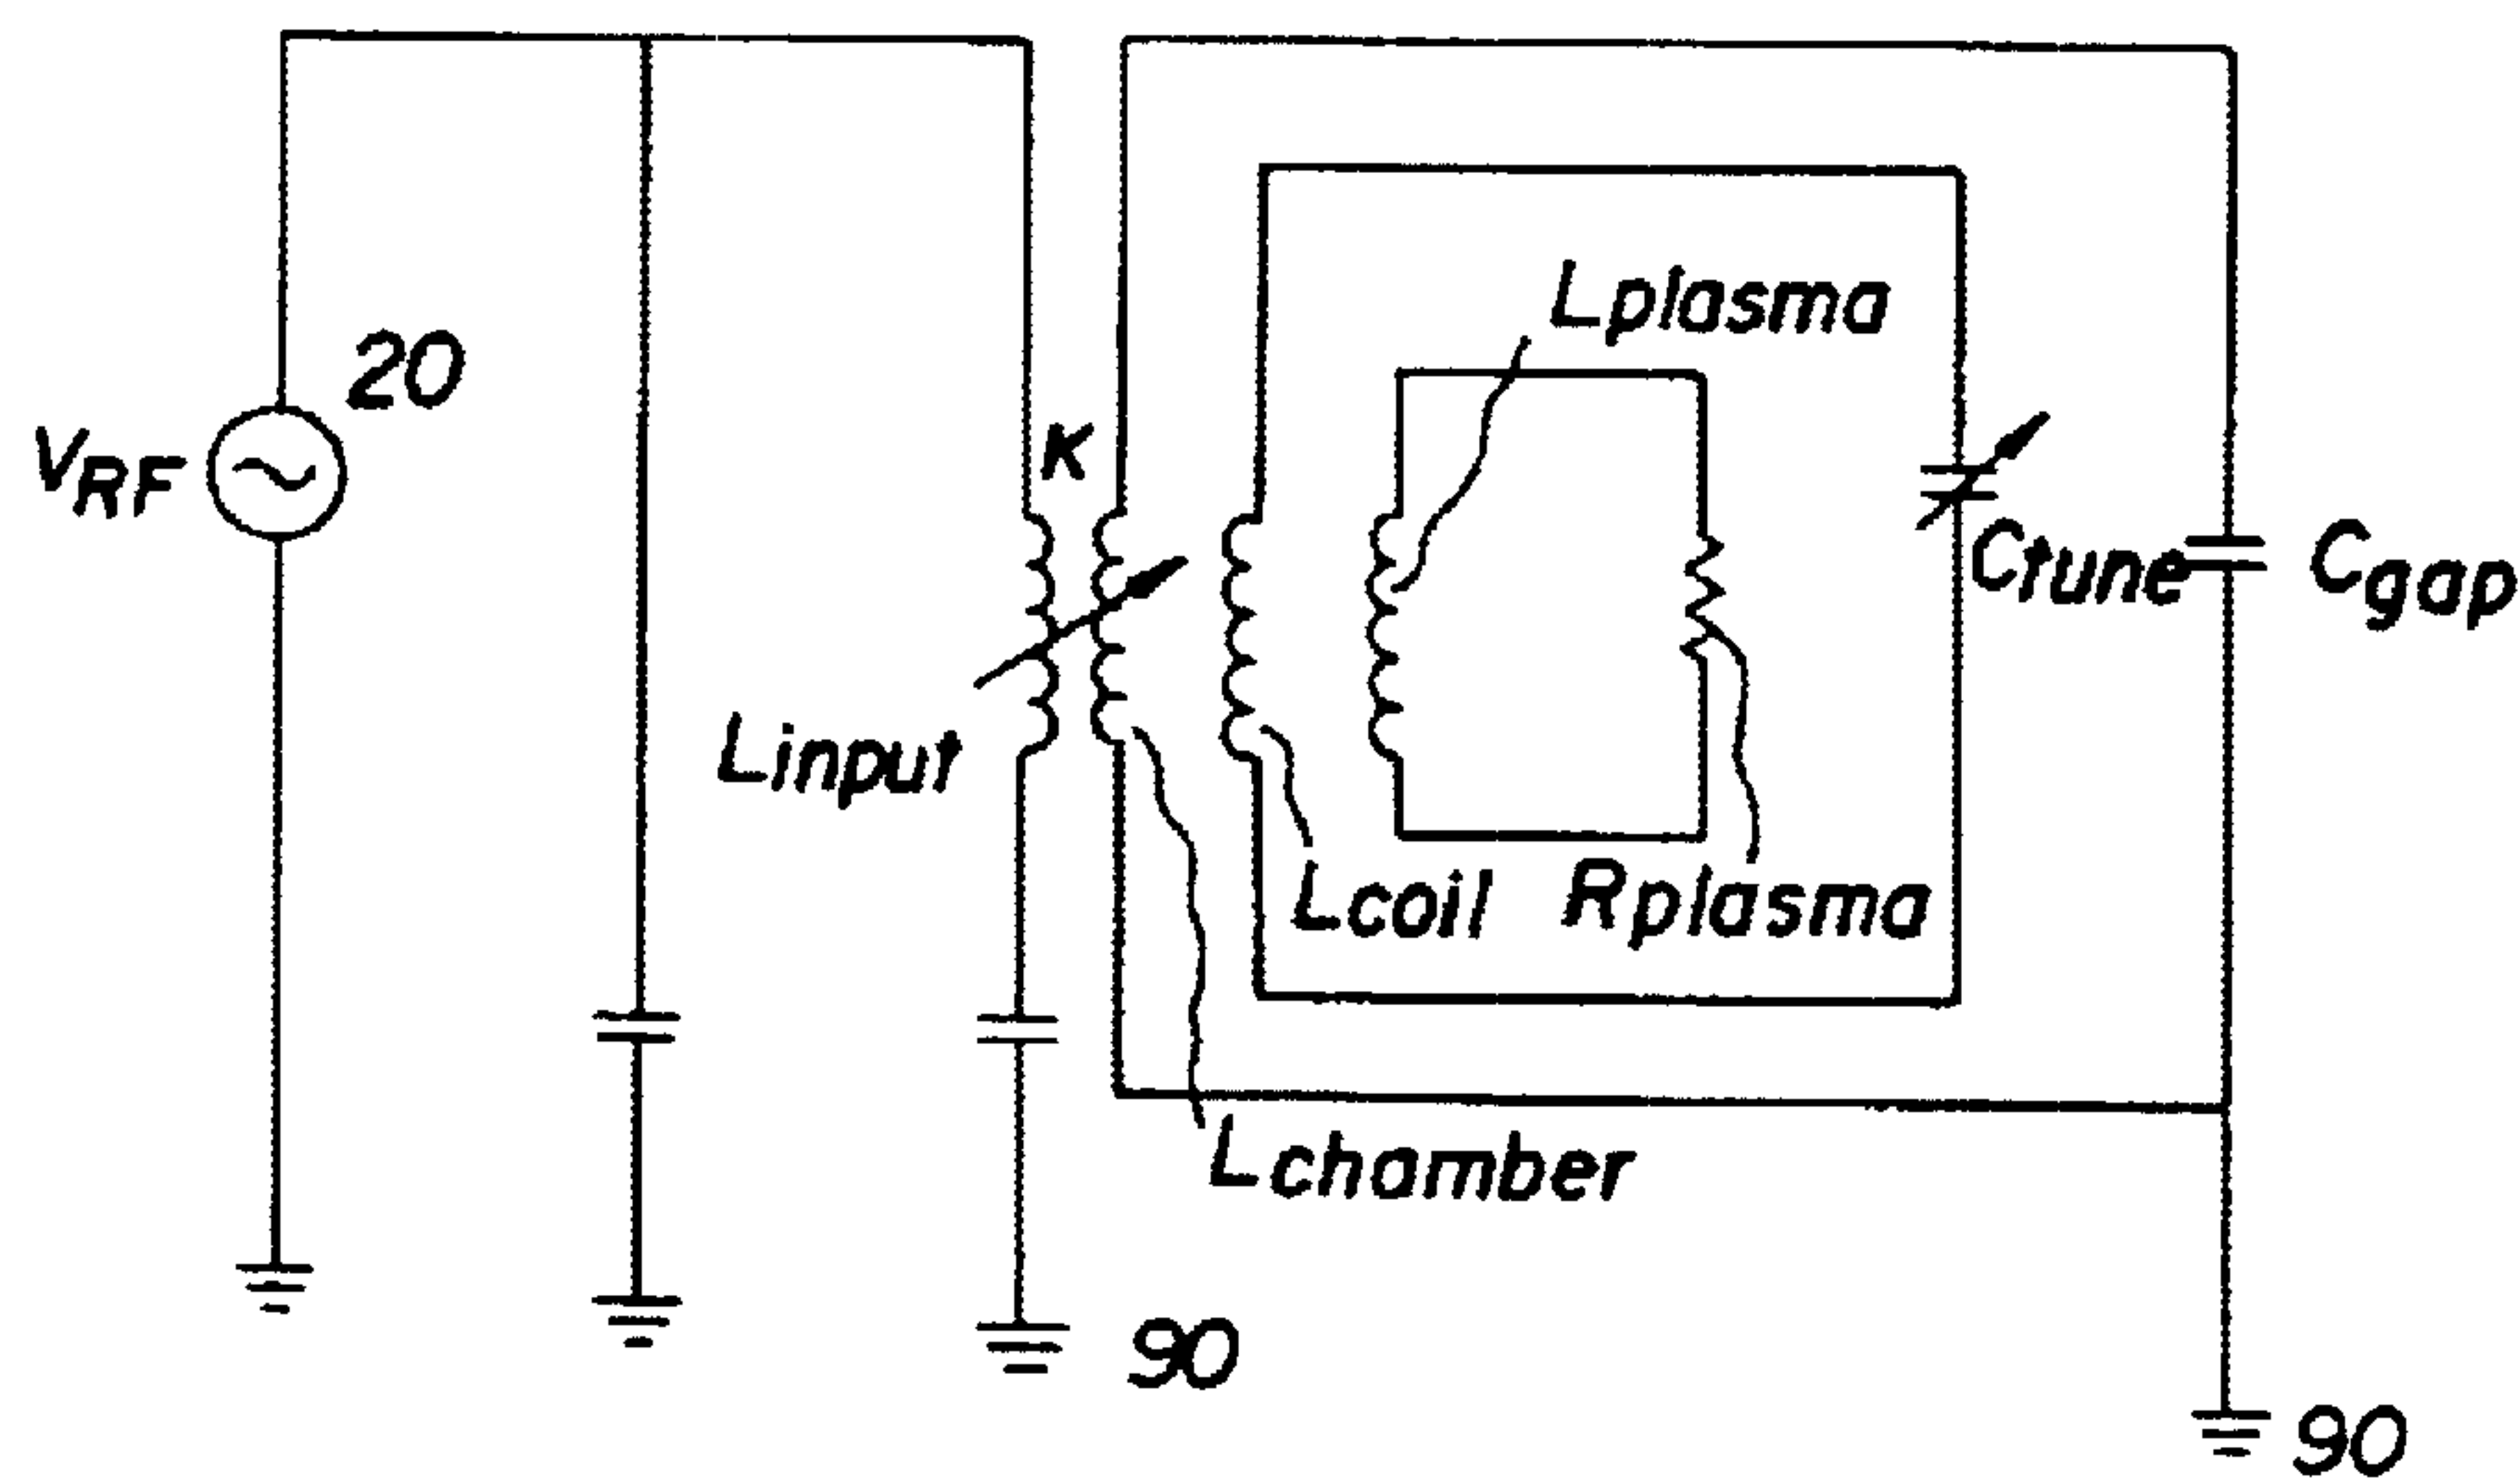 20
VRF
K
Lplasma
Ctune
Cgap
Linput
Lcoil
Rplasma
Lchamber
90
90